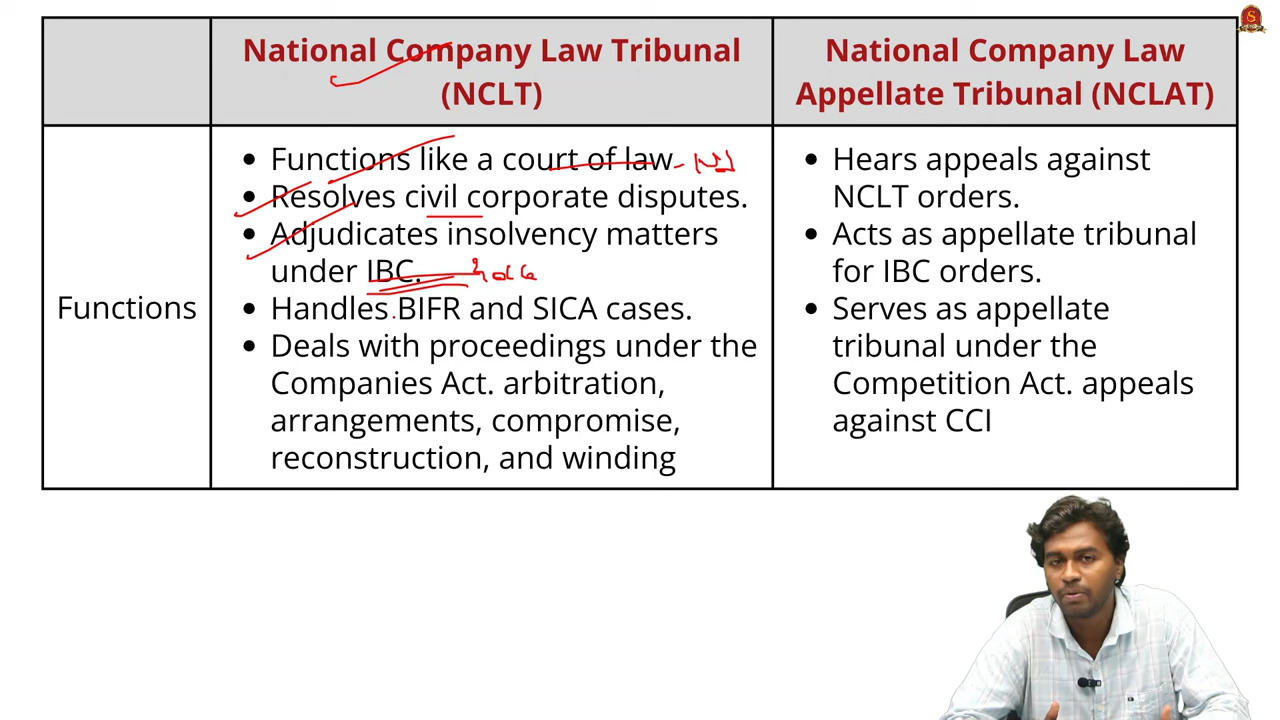 National Company Law Tribunal
(NCLT)
National Company Law
Appellate Tribunal (NCLAT)
Functions
• Functions like a court of law
• Resolves civil corporate disputes.
• Adjudicates insolvency matters
under IBC.
• Handles BIFR and SICA cases.
• Deals with proceedings under the
Companies Act. arbitration,
arrangements, compromise,
reconstruction, and winding
• Hears appeals against
NCLT orders.
• Acts as appellate tribunal
for IBC orders.
• Serves as appellate
tribunal under the
Competition Act. appeals
against CCI